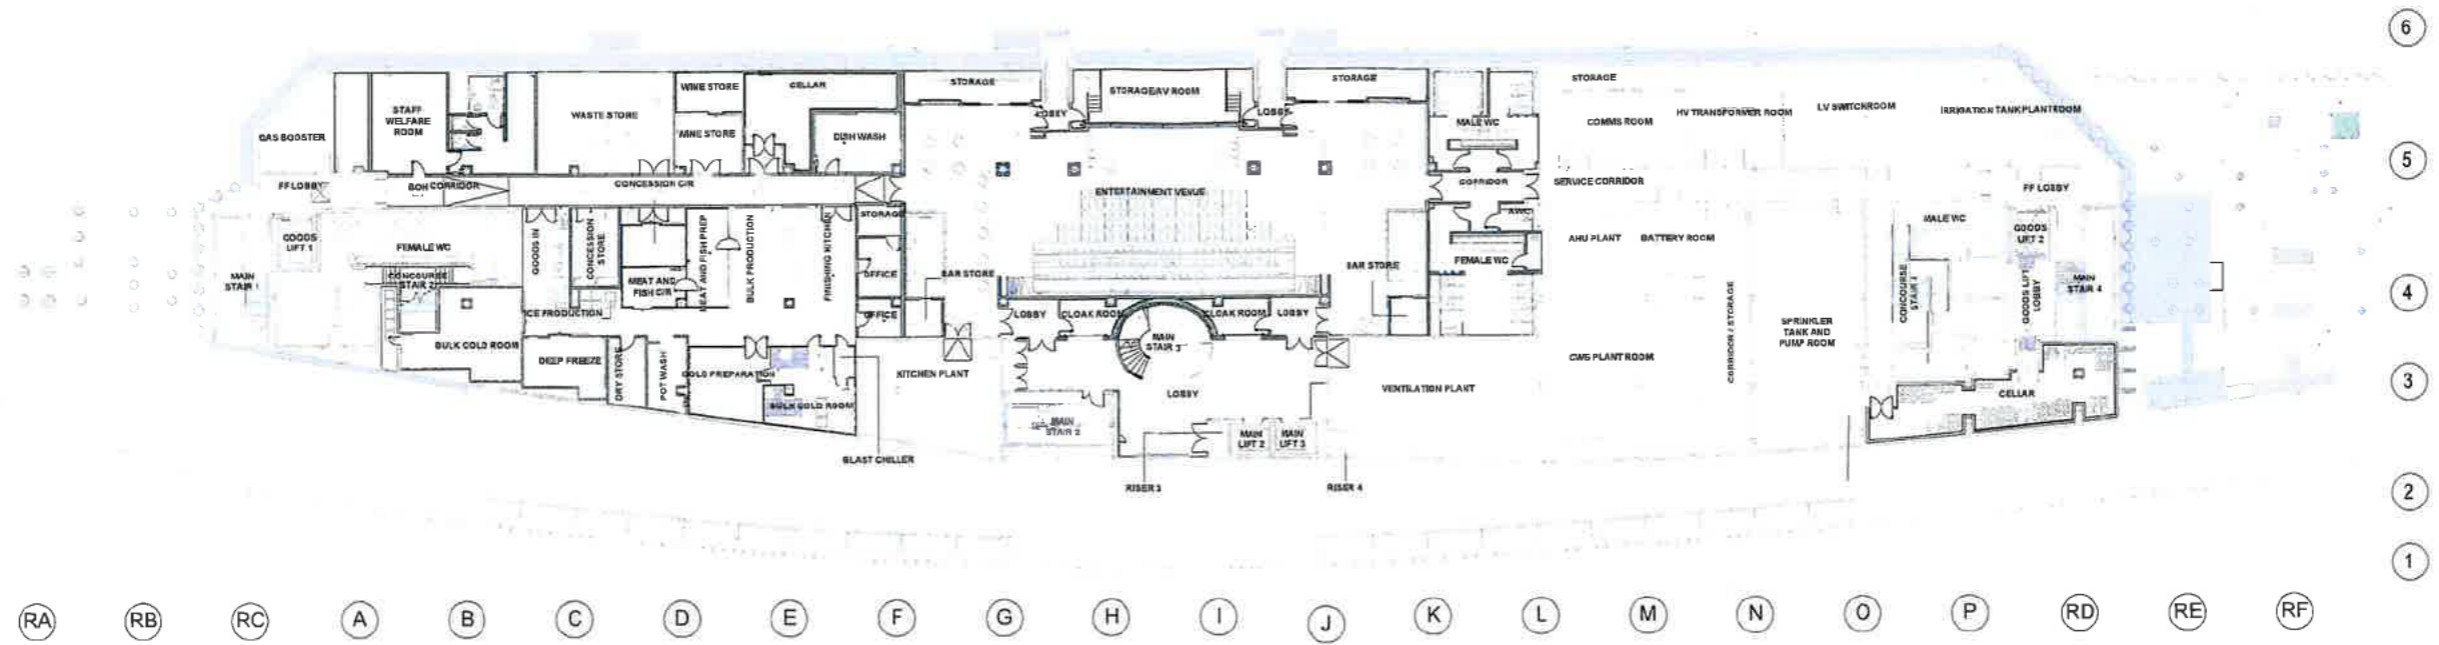 6
STORAGE
STORAGE
STORAGE
WINE STORE
CELLAR
STORAGE/AV ROOM
LV SWITCHROOM
STAFF
WELFARE
ROOM
WASTE STORE
LOBBY
LOBBY
HV TRANSFORMER ROOM
IRRIGATION TANK PLANTROOM
GAS BOOSTER
WINE STORE
DISH WASH
MALE WC
COMMS ROOM
5
FF LOBBY
BOH CORRIDOR
CONCESSION CIR
ENTERTAINMENT VENUE
CORRIDOR
SERVICE CORRIDOR
FF LOBBY
STORAGE
AWC
MALE WC
GOODS
LIFT 1
FEMALE WC
GOODS IN
CONCESSION
STORE
MEAT AND FISH PREP
BULK PRODUCTION
FINISHING KITCHEN
AHU PLANT
BATTERY ROOM
GOODS
LIFT 2
MAIN
STAIR 1
CONCOURSE
STAIR 2
MEAT AND
FISH CIR
OFFICE
BAR STORE
BAR STORE
FEMALE WC
CONCOURSE
STAIR 4
GOODS LIFT
LOBBY
MAIN
STAIR 4
4
ICE PRODUCTION
OFFICE
LOBBY
CLOAK ROOM
CLOAK ROOM
LOBBY
CORRIDOR / STORAGE
SPRINKLER
TANK AND
PUMP ROOM
BULK COLD ROOM
DEEP FREEZE
DRY STORE
POT WASH
COLD PREPARATION
MAIN
STAIR 3
CWS PLANT ROOM
KITCHEN PLANT
VENTILATION PLANT
LOBBY
3
CELLAR
BULK COLD ROOM
MAIN
STAIR 2
MAIN
LIFT 2
MAIN
LIFT 3
BLAST CHILLER
RISER 3
RISER 4
2
1
RA
RB
RC
A
B
C
D
E
F
G
H
I
J
K
L
M
N
O
P
RD
RE
RF